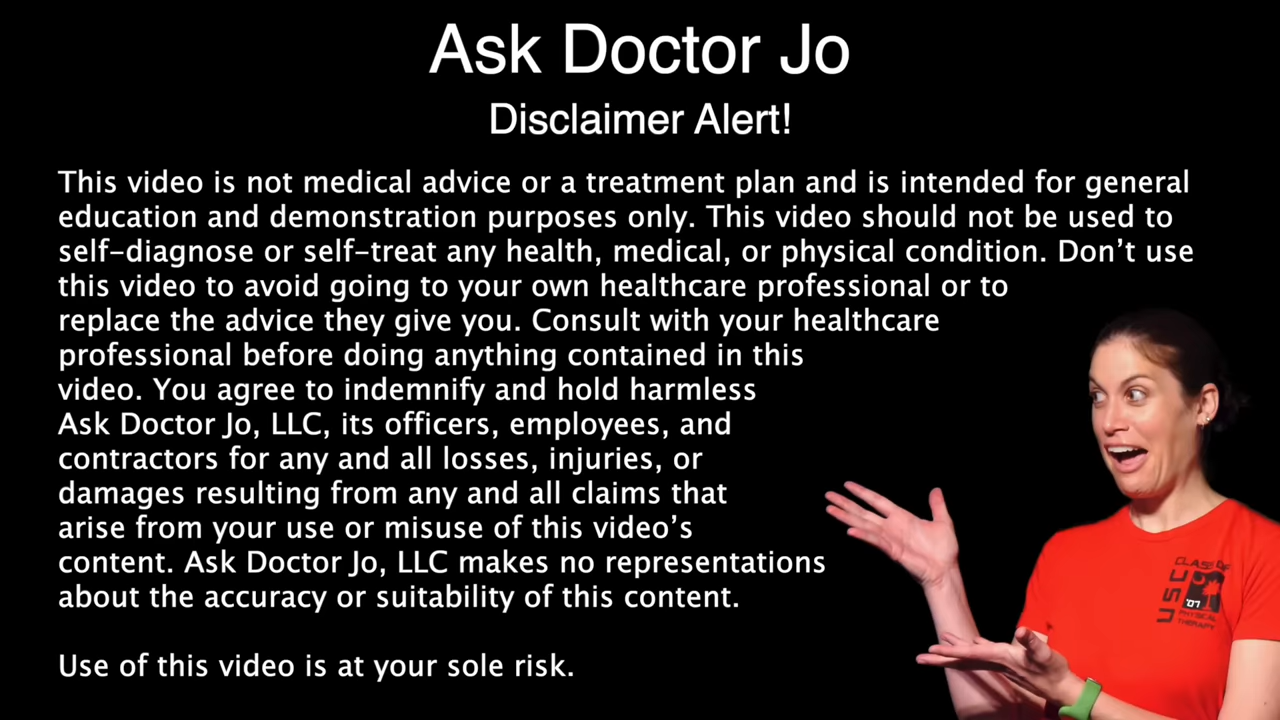 Ask Doctor Jo
Disclaimer Alert!
This video is not medical advice or a treatment plan and is intended for general
education and demonstration purposes only. This video should not be used to
self-diagnose or self-treat any health, medical, or physical condition. Don’t use
this video to avoid going to your own healthcare professional or to
replace the advice they give you. Consult with your healthcare
professional before doing anything contained in this
video. You agree to indemnify and hold harmless
Ask Doctor Jo, LLC, its officers, employees, and
contractors for any and all losses, injuries, or
damages resulting from any and all claims that
arise from your use or misuse of this video’s
content. Ask Doctor Jo, LLC makes no representations
about the accuracy or suitability of this content.
Use of this video is at your sole risk.
CLASS OF
USC
'07
PHYSICAL
THERAPY